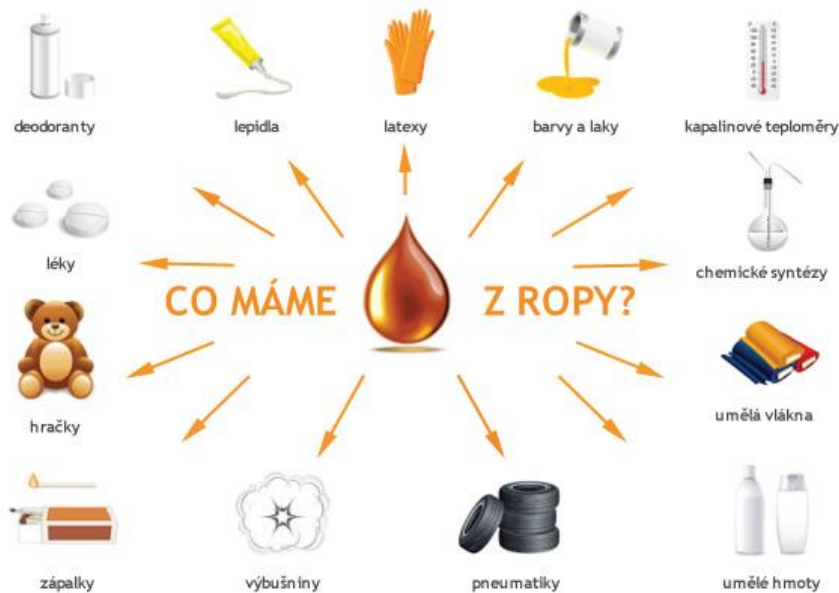 deodoranty
lepidla
latexy
barvy a laky
kapalinové teploměry
léky
chemické syntézy
CO MÁME Z ROPY?
hračky
umělá vlákna
zápalky
výbušniny
pneumatiky
umělé hmoty